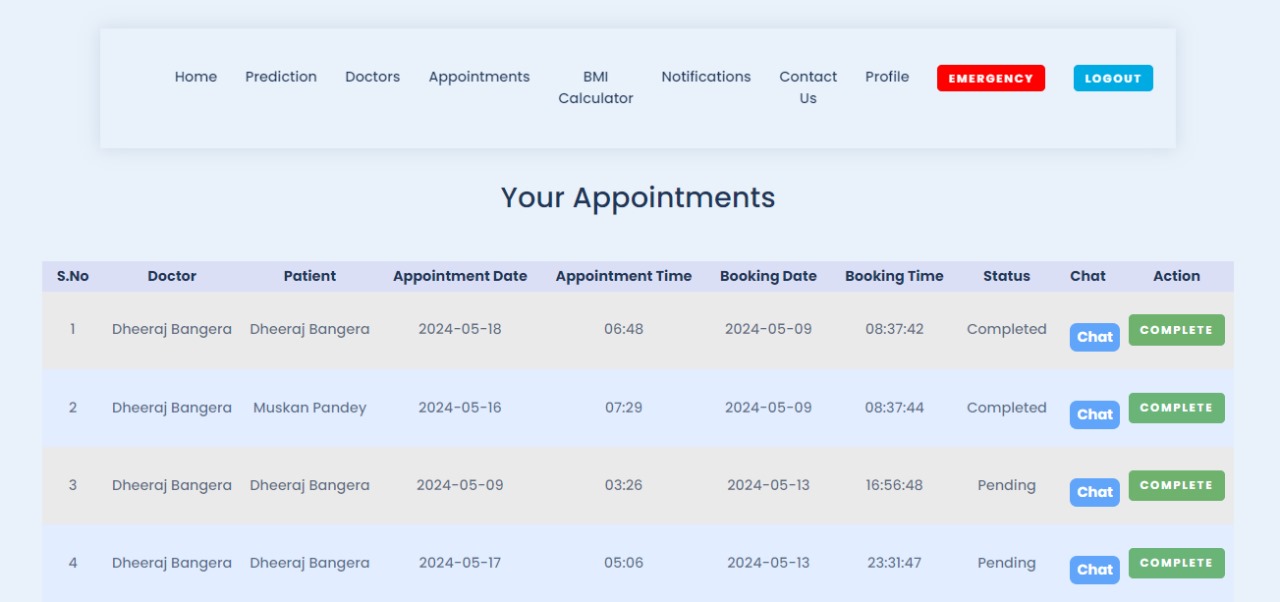 Home Prediction Doctors Appointments BMI Calculator Notifications Contact Us Profile EMERGENCY LOGOUT
Your Appointments
S.No Doctor Patient Appointment Date Appointment Time Booking Date Booking Time Status Chat Action
1 Dheeraj Bangera Dheeraj Bangera 2024-05-18 06:48 2024-05-09 08:37:42 Completed Chat COMPLETE
2 Dheeraj Bangera Muskan Pandey 2024-05-16 07:29 2024-05-09 08:37:44 Completed Chat COMPLETE
3 Dheeraj Bangera Dheeraj Bangera 2024-05-09 03:26 2024-05-13 16:56:48 Pending Chat COMPLETE
4 Dheeraj Bangera Dheeraj Bangera 2024-05-17 05:06 2024-05-13 23:31:47 Pending Chat COMPLETE